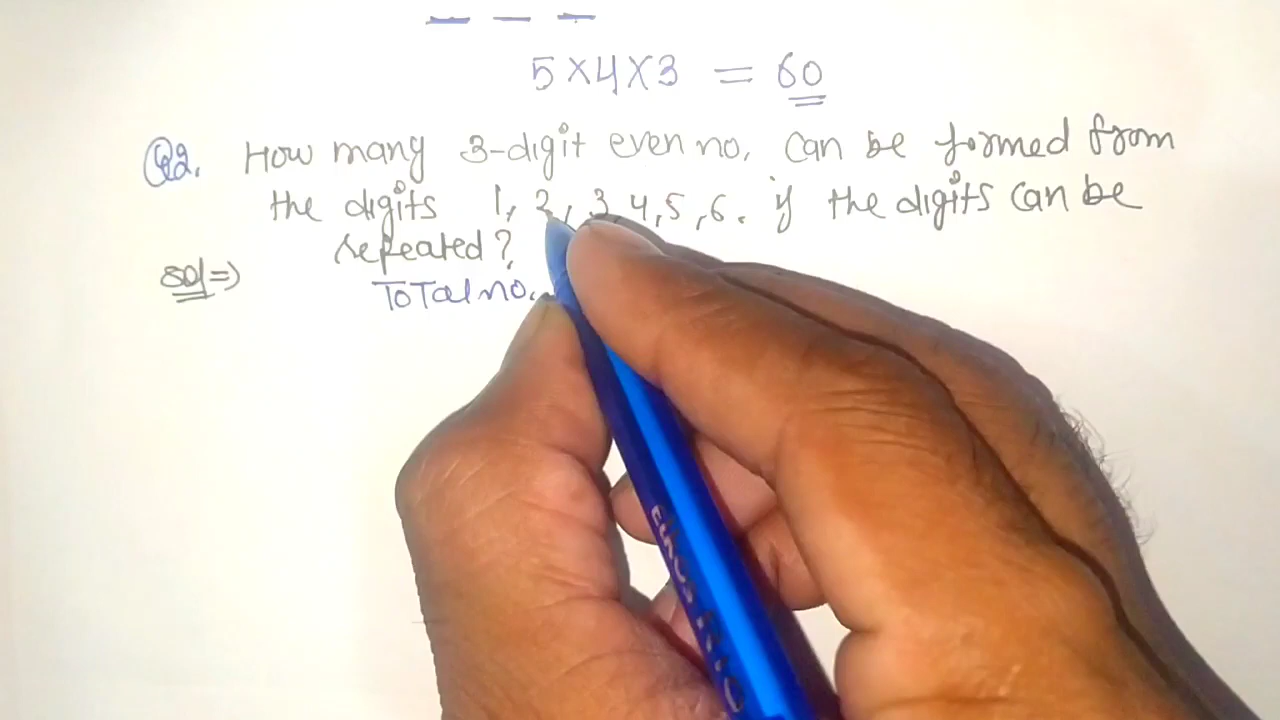 5×4×3 = 60
Q2. How many 3-digit even no. can be formed from
the digits 1, 2, 3 4, 5, 6. if the digits can be
repeated?
Sol⇒ ToTal no.